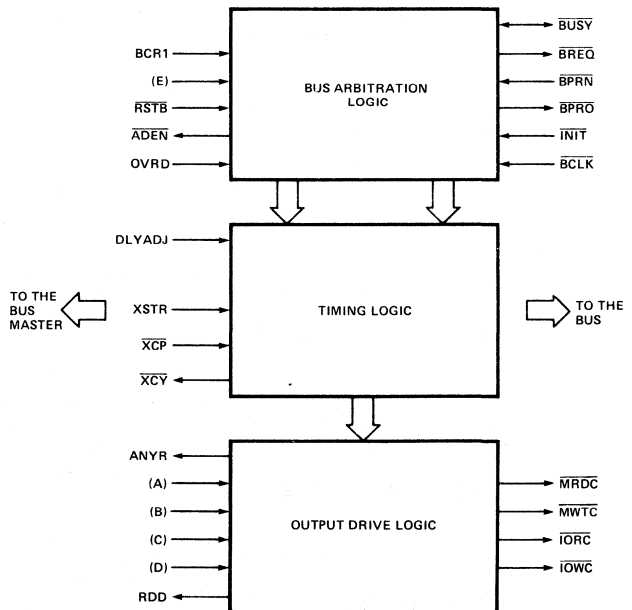 BUSY
BCR1
BREQ
(E)
BUS ARBITRATION
LOGIC
BPRN
RSTB
BPRO
ADEN
INIT
OVRD
BCLK
DLYADJ
TO THE
BUS
MASTER
XSTR
TIMING LOGIC
TO THE
BUS
XCP
XCY
ANYR
(A)
MRDC
(B)
OUTPUT DRIVE LOGIC
MWTC
(C)
IORC
(D)
IOWC
RDD